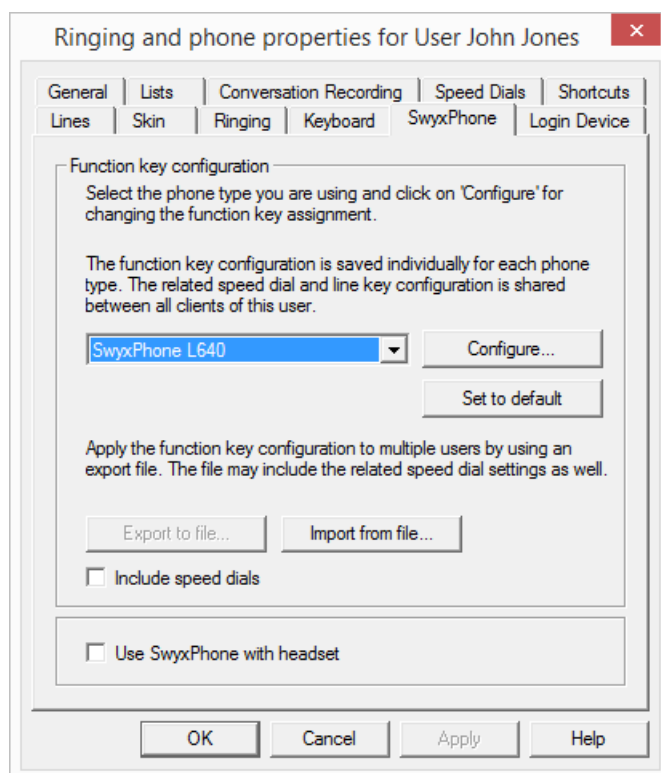 Ringing and phone properties for User John Jones
General Lists Conversation Recording Speed Dials Shortcuts
Lines Skin Ringing Keyboard SwyxPhone Login Device
Function key configuration
Select the phone type you are using and click on 'Configure' for
changing the function key assignment.
The function key configuration is saved individually for each phone
type. The related speed dial and line key configuration is shared
between all clients of this user.
SwyxPhone L640
Configure...
Set to default
Apply the function key configuration to multiple users by using an
export file. The file may include the related speed dial settings as well.
Export to file... Import from file...
Include speed dials
Use SwyxPhone with headset
OK Cancel Apply Help